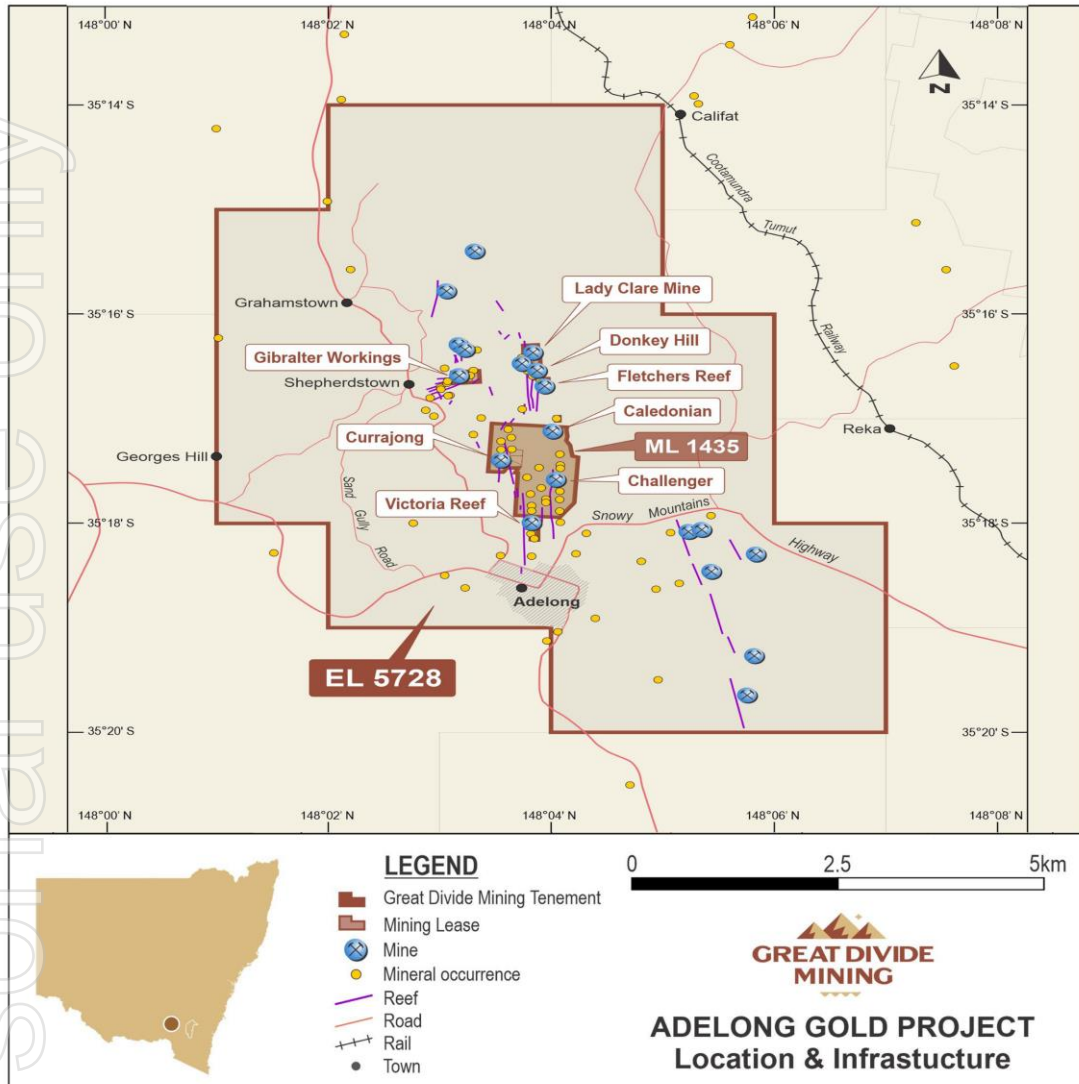 148°00' E
148°02' E
148°04' E
148°06' E
148°08' E
35°14' S
35°14' S
Califat
N
Cootamundra
Tumut
Railway
35°16' S
35°16' S
Grahamstown
Lady Clare Mine
Donkey Hill
Gibralter Workings
Fletchers Reef
Shepherdstown
Caledonian
Reka
Currajong
ML 1435
Georges Hill
Challenger
Victoria Reef
Sand Gully Road
Snowy Mountains Highway
35°18' S
35°18' S
Adelong
EL 5728
35°20' S
35°20' S
148°00' E
148°02' E
148°04' E
148°06' E
148°08' E
LEGEND
Great Divide Mining Tenement
Mining Lease
Mine
Mineral occurrence
Reef
Road
Rail
Town
0 2.5 5km
GREAT DIVIDE
MINING
ADELONG GOLD PROJECT
Location & Infrastucture